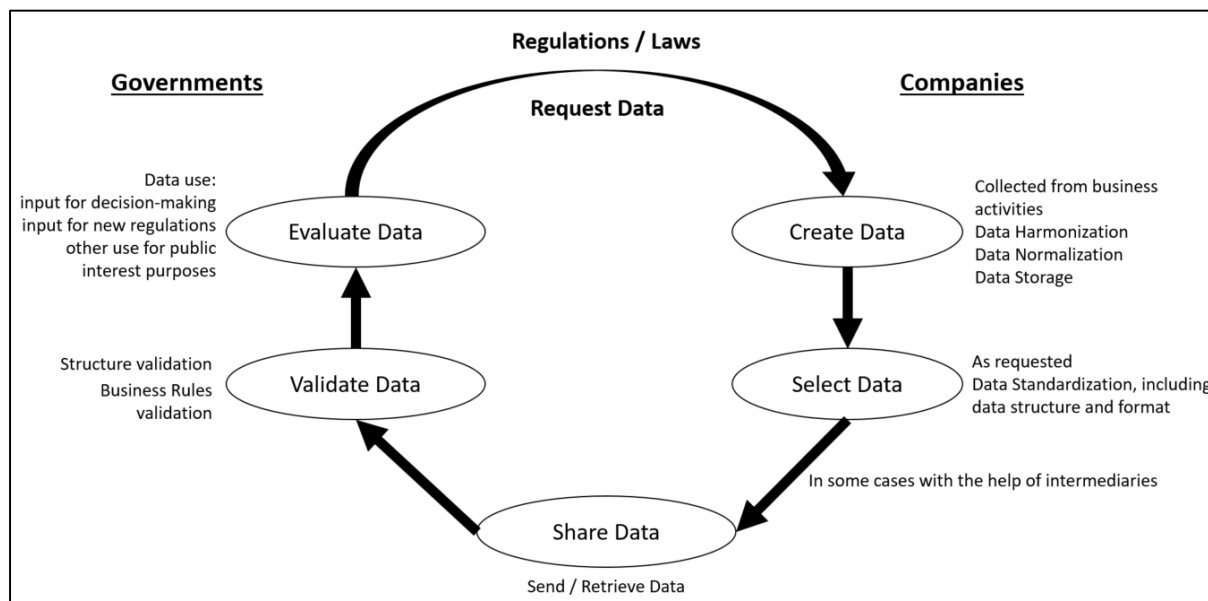 Regulations / Laws
Governments
Companies
Request Data
Data use:
input for decision-making
input for new regulations
other use for public
interest purposes
Evaluate Data
Create Data
Collected from business
activities
Data Harmonization
Data Normalization
Data Storage
Structure validation
Business Rules
validation
Validate Data
Select Data
As requested
Data Standardization, including
data structure and format
In some cases with the help of intermediaries
Share Data
Send / Retrieve Data